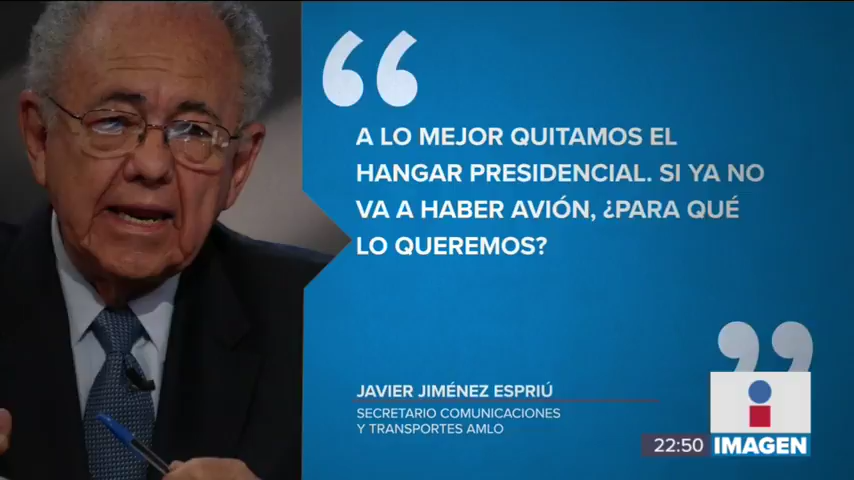 A LO MEJOR QUITAMOS EL
HANGAR PRESIDENCIAL. SI YA NO
VA A HABER AVIÓN, ¿PARA QUÉ
LO QUEREMOS?
JAVIER JIMÉNEZ ESPRIÚ
SECRETARIO COMUNICACIONES
Y TRANSPORTES AMLO
22:50
IMAGEN